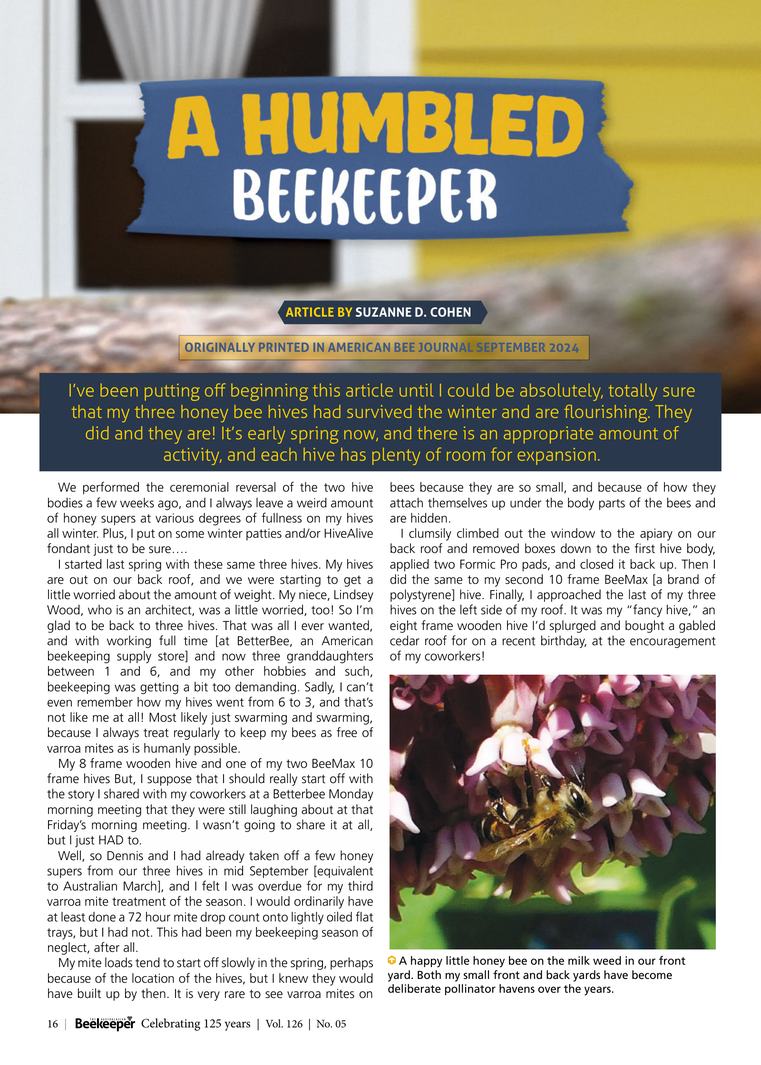 A HUMBLED
BEEKEEPER
ARTICLE BY SUZANNE D. COHEN
ORIGINALLY PRINTED IN AMERICAN BEE JOURNAL SEPTEMBER 2024
I've been putting off beginning this article until I could be absolutely, totally sure
that my three honey bee hives had survived the winter and are flourishing. They
did and they are! It's early spring now, and there is an appropriate amount of
activity, and each hive has plenty of room for expansion.
We performed the ceremonial reversal of the two hive
bodies a few weeks ago, and I always leave a weird amount
of honey supers at various degrees of fullness on my hives
all winter. Plus, I put on some winter patties and/or HiveAlive
fondant just to be sure....
I started last spring with these same three hives. My hives
are out on our back roof, and we were starting to get a
little worried about the amount of weight. My niece, Lindsey
Wood, who is an architect, was a little worried, too! So I'm
glad to be back to three hives. That was all I ever wanted,
and with working full time [at BetterBee, an American
beekeeping supply store] and now three granddaughters
between 1 and 6, and my other hobbies and such,
beekeeping was getting a bit too demanding. Sadly, I can't
even remember how my hives went from 6 to 3, and that's
not like me at all! Most likely just swarming and swarming,
because I always treat regularly to keep my bees as free of
varroa mites as is humanly possible.
My 8 frame wooden hive and one of my two BeeMax 10
frame hives But, I suppose that I should really start off with
the story I shared with my coworkers at a Betterbee Monday
morning meeting that they were still laughing about at that
Friday's morning meeting. I wasn't going to share it at all,
but I just HAD to.
Well, so Dennis and I had already taken off a few honey
supers from our three hives in mid September [equivalent
to Australian March], and I felt I was overdue for my third
varroa mite treatment of the season. I would ordinarily have
at least done a 72 hour mite drop count onto lightly oiled flat
trays, but I had not. This had been my beekeeping season of
neglect, after all.
My mite loads tend to start off slowly in the spring, perhaps
because of the location of the hives, but I knew they would
have built up by then. It is very rare to see varroa mites on
bees because they are so small, and because of how they
attach themselves up under the body parts of the bees and
are hidden.
I clumsily climbed out the window to the apiary on our
back roof and removed boxes down to the first hive body,
applied two Formic Pro pads, and closed it back up. Then I
did the same to my second 10 frame BeeMax [a brand of
polystyrene] hive. Finally, I approached the last of my three
hives on the left side of my roof. It was my "fancy hive," an
eight frame wooden hive I'd splurged and bought a gabled
cedar roof for on a recent birthday, at the encouragement
of my coworkers!
A happy little honey bee on the milk weed in our front
yard. Both my small front and back yards have become
deliberate pollinator havens over the years.
16 | Beekeeper Celebrating 125 years | Vol. 126 | No. 05